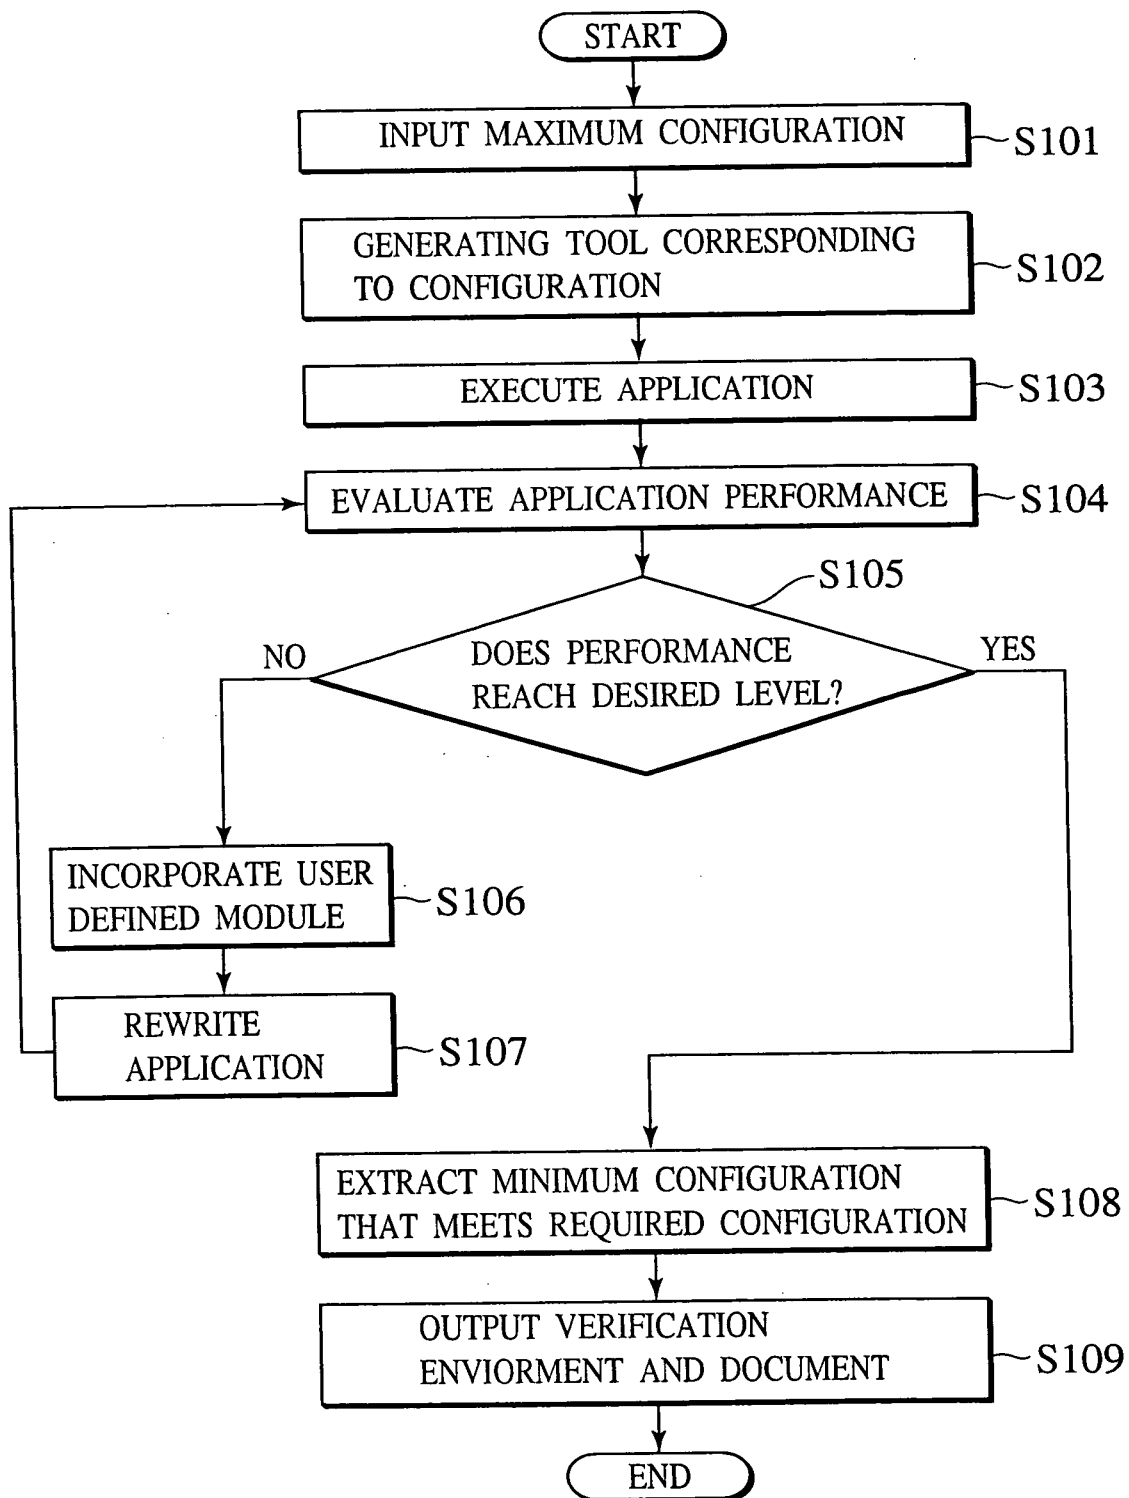 START
INPUT MAXIMUM CONFIGURATION
S101
GENERATING TOOL CORRESPONDING
TO CONFIGURATION
S102
EXECUTE APPLICATION
S103
EVALUATE APPLICATION PERFORMANCE
S104
S105
NO
DOES PERFORMANCE
REACH DESIRED LEVEL?
YES
INCORPORATE USER
DEFINED MODULE
S106
REWRITE
APPLICATION
S107
EXTRACT MINIMUM CONFIGURATION
THAT MEETS REQUIRED CONFIGURATION
S108
OUTPUT VERIFICATION
ENVIORMENT AND DOCUMENT
S109
END